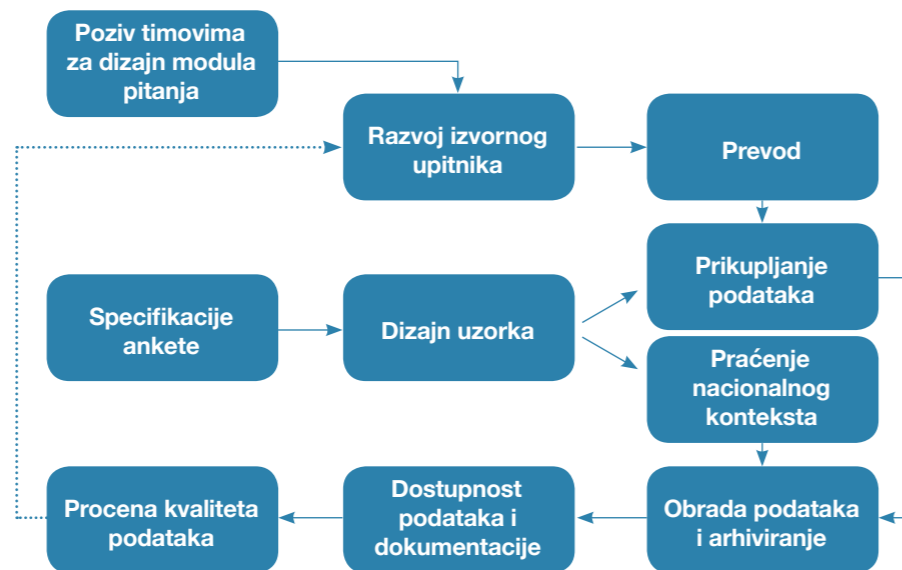 Poziv timovima
za dizajn modula
pitanja
Razvoj izvornog
upitnika
Prevod
Prikupljanje
podataka
Specifikacije
ankete
Dizajn uzorka
Praćenje
nacionalnog
konteksta
Procena kvaliteta
podataka
Dostupnost
podataka i
dokumentacije
Obrada podataka
i arhiviranje